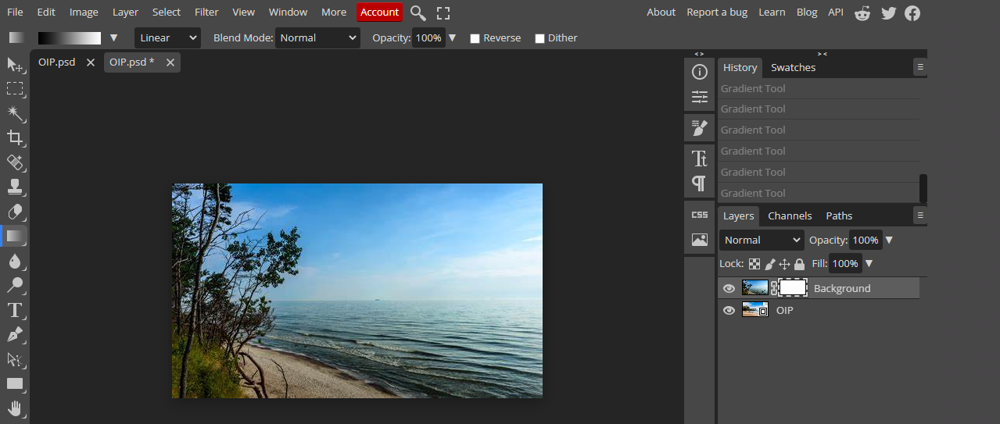 File Edit Image Layer Select Filter View Window More Account About Report a bug Learn Blog API
Linear Blend Mode: Normal Opacity: 100% Reverse Dither
OIP.psd OIP.psd *
History Swatches
Gradient Tool
Gradient Tool
Gradient Tool
Gradient Tool
Gradient Tool
Gradient Tool
CSS
Layers Channels Paths
Normal Opacity: 100%
Lock: Fill: 100%
Background
OIP